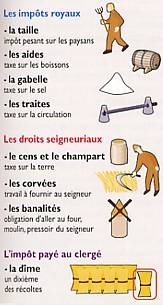 Les impôts royaux
- la taille
impôt pesant sur les paysans
- les aides
taxe sur les boissons
- la gabelle
taxe sur le sel
- les traites
taxe sur la circulation
Les droits seigneuriaux
- le cens et le champart
taxe sur la terre
- les corvées
travail à fournir au seigneur
- les banalités
obligation d'aller au four,
moulin, pressoir du seigneur
L'impôt payé au clergé
- la dîme
un dixième
des récoltes